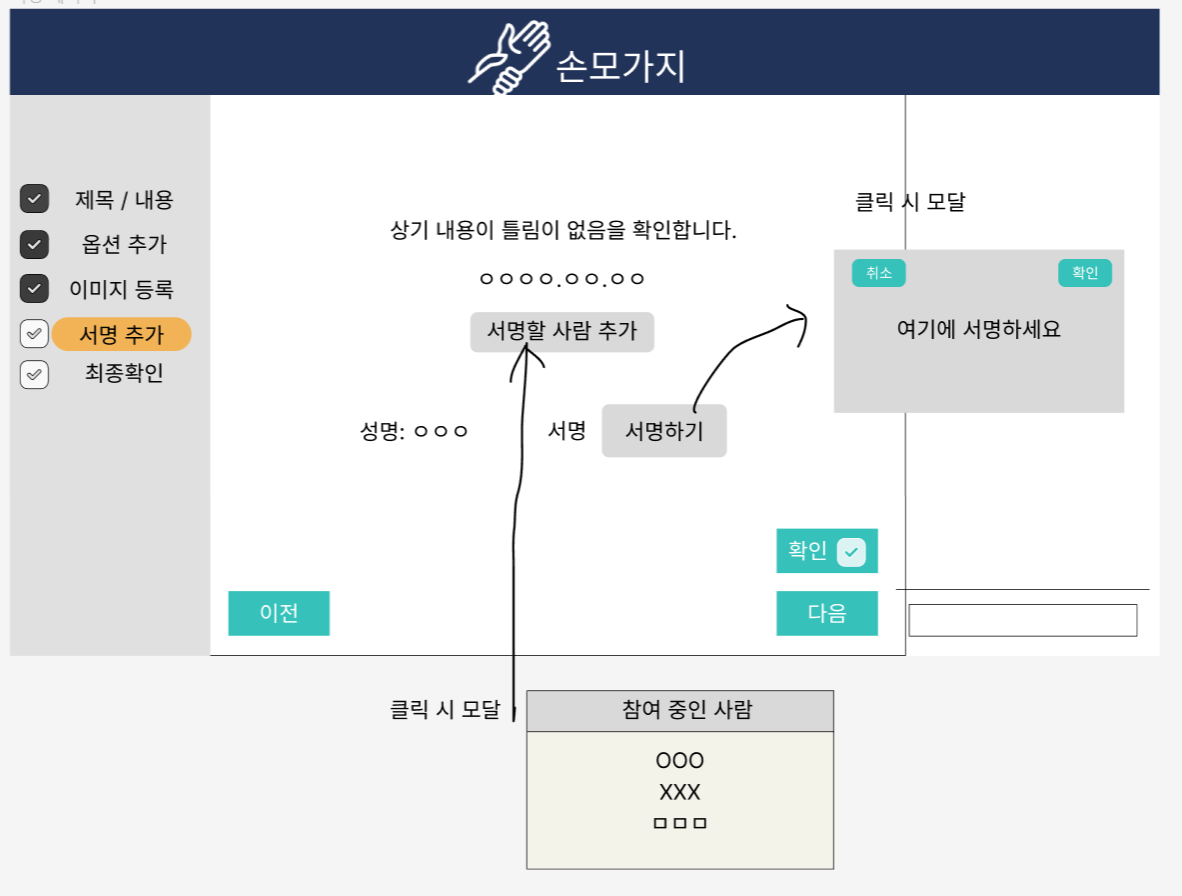 손모가지
제목 / 내용
옵션 추가
이미지 등록
서명 추가
최종확인
상기 내용이 틀림이 없음을 확인합니다.
ㅇㅇㅇㅇ.ㅇㅇ.ㅇㅇ
서명할 사람 추가
성명: ㅇㅇㅇ
서명
서명하기
클릭 시 모달
취소
확인
여기에 서명하세요
확인
이전
다음
클릭 시 모달
참여 중인 사람
OOO
XXX
ㅁㅁㅁ